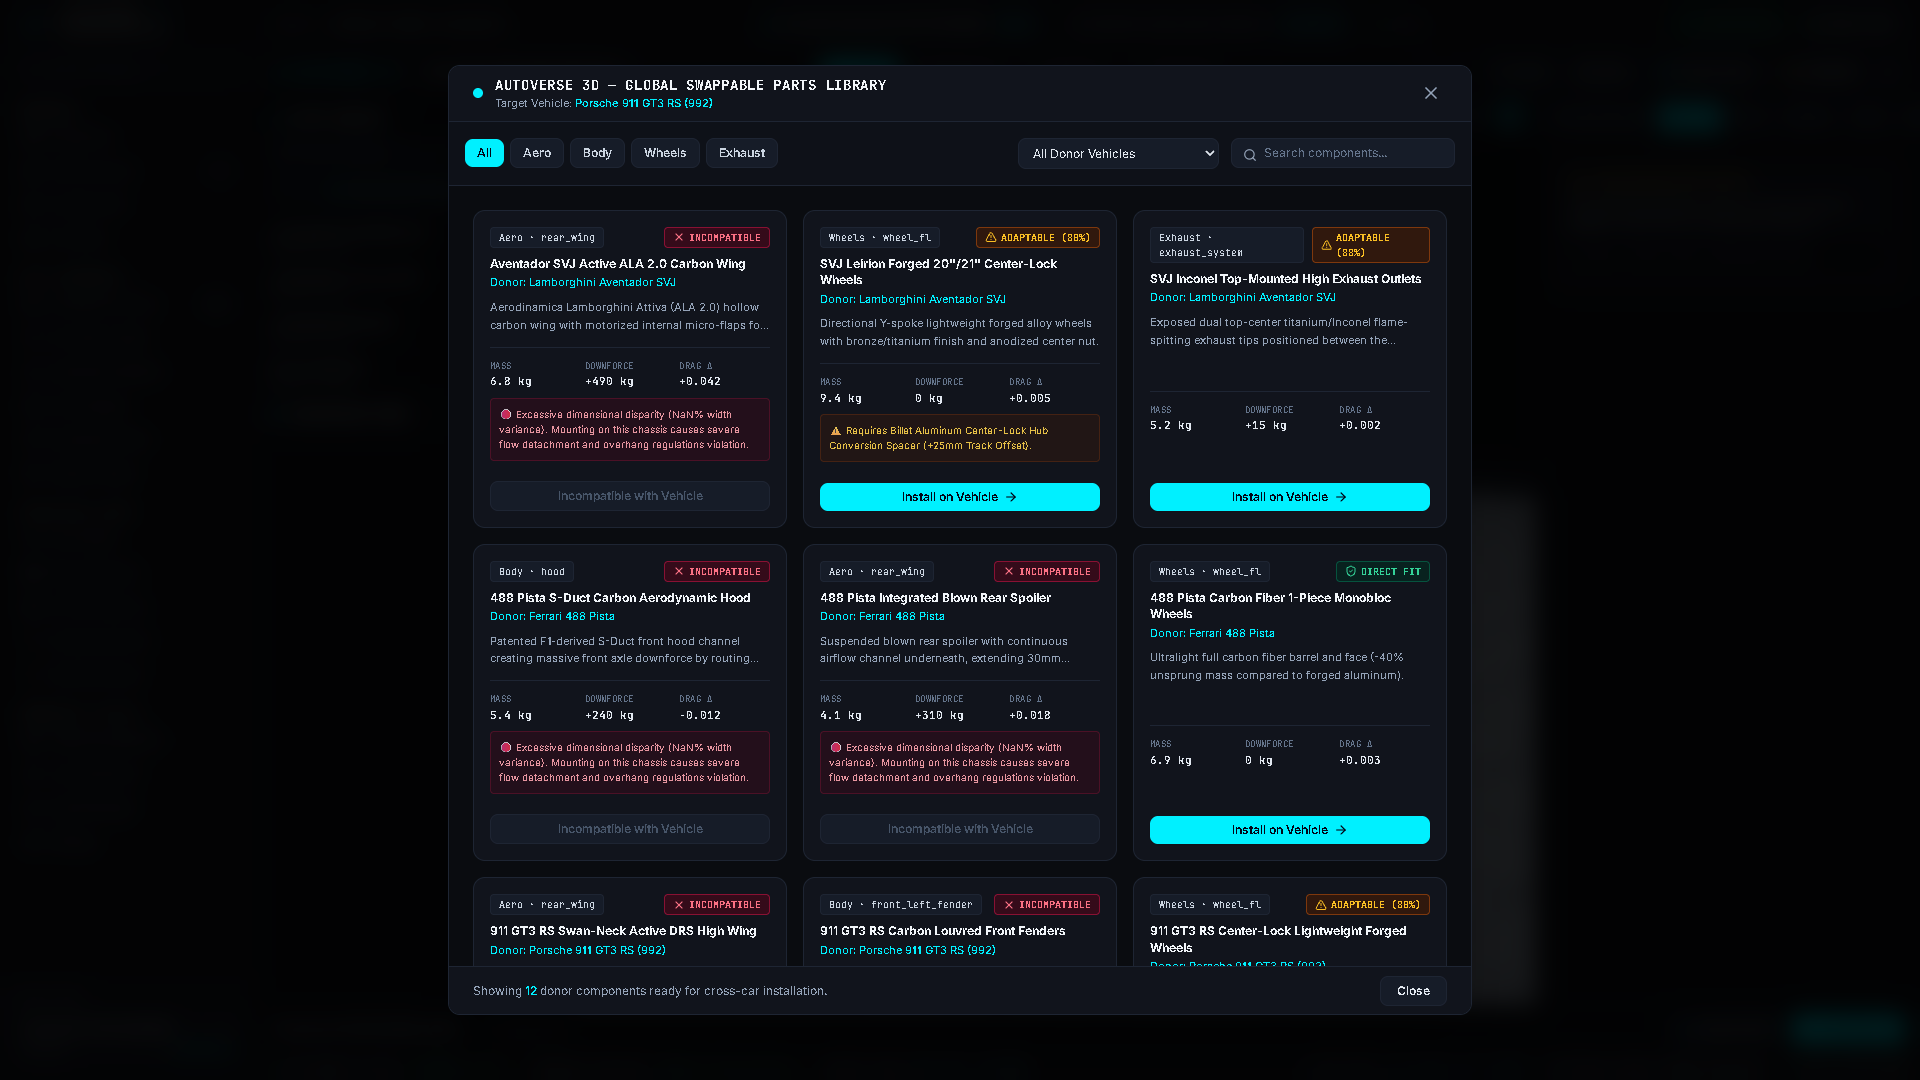 AUTOVERSE 3D — GLOBAL SWAPPABLE PARTS LIBRARY
Target Vehicle: Porsche 911 GT3 RS (992)
All
Aero
Body
Wheels
Exhaust
All Donor Vehicles
Search components...
Aero · rear_wing
INCOMPATIBLE
Aventador SVJ Active ALA 2.0 Carbon Wing
Donor: Lamborghini Aventador SVJ
Aerodinamica Lamborghini Attiva (ALA 2.0) hollow
carbon wing with motorized internal micro-flaps fo...
MASS
DOWNFORCE
DRAG Δ
6.8 kg
+490 kg
+0.042
Excessive dimensional disparity (NaN% width
variance). Mounting on this chassis causes severe
flow detachment and overhang regulations violation.
Incompatible with Vehicle
Wheels · wheel_fl
ADAPTABLE (88%)
SVJ Leirion Forged 20"/21" Center-Lock
Wheels
Donor: Lamborghini Aventador SVJ
Directional Y-spoke lightweight forged alloy wheels
with bronze/titanium finish and anodized center nut.
MASS
DOWNFORCE
DRAG Δ
9.4 kg
0 kg
+0.005
Requires Billet Aluminum Center-Lock Hub
Conversion Spacer (+25mm Track Offset).
Install on Vehicle →
Exhaust ·
exhaust_system
ADAPTABLE
(88%)
SVJ Inconel Top-Mounted High Exhaust Outlets
Donor: Lamborghini Aventador SVJ
Exposed dual top-center titanium/Inconel flame-
spitting exhaust tips positioned between the...
MASS
DOWNFORCE
DRAG Δ
5.2 kg
+15 kg
+0.002
Install on Vehicle →
Body · hood
INCOMPATIBLE
488 Pista S-Duct Carbon Aerodynamic Hood
Donor: Ferrari 488 Pista
Patented F1-derived S-Duct front hood channel
creating massive front axle downforce by routing...
MASS
DOWNFORCE
DRAG Δ
5.4 kg
+240 kg
-0.012
Excessive dimensional disparity (NaN% width
variance). Mounting on this chassis causes severe
flow detachment and overhang regulations violation.
Incompatible with Vehicle
Aero · rear_wing
INCOMPATIBLE
488 Pista Integrated Blown Rear Spoiler
Donor: Ferrari 488 Pista
Suspended blown rear spoiler with continuous
airflow channel underneath, extending 30mm...
MASS
DOWNFORCE
DRAG Δ
4.1 kg
+310 kg
+0.018
Excessive dimensional disparity (NaN% width
variance). Mounting on this chassis causes severe
flow detachment and overhang regulations violation.
Incompatible with Vehicle
Wheels · wheel_fl
DIRECT FIT
488 Pista Carbon Fiber 1-Piece Monobloc
Wheels
Donor: Ferrari 488 Pista
Ultralight full carbon fiber barrel and face (-40%
unsprung mass compared to forged aluminum).
MASS
DOWNFORCE
DRAG Δ
6.9 kg
0 kg
+0.003
Install on Vehicle →
Aero · rear_wing
INCOMPATIBLE
911 GT3 RS Swan-Neck Active DRS High Wing
Donor: Porsche 911 GT3 RS (992)
Body · front_left_fender
INCOMPATIBLE
911 GT3 RS Carbon Louvred Front Fenders
Donor: Porsche 911 GT3 RS (992)
Wheels · wheel_fl
ADAPTABLE (88%)
911 GT3 RS Center-Lock Lightweight Forged
Wheels
Donor: Porsche 911 GT3 RS (992)
Showing 12 donor components ready for cross-car installation.
Close